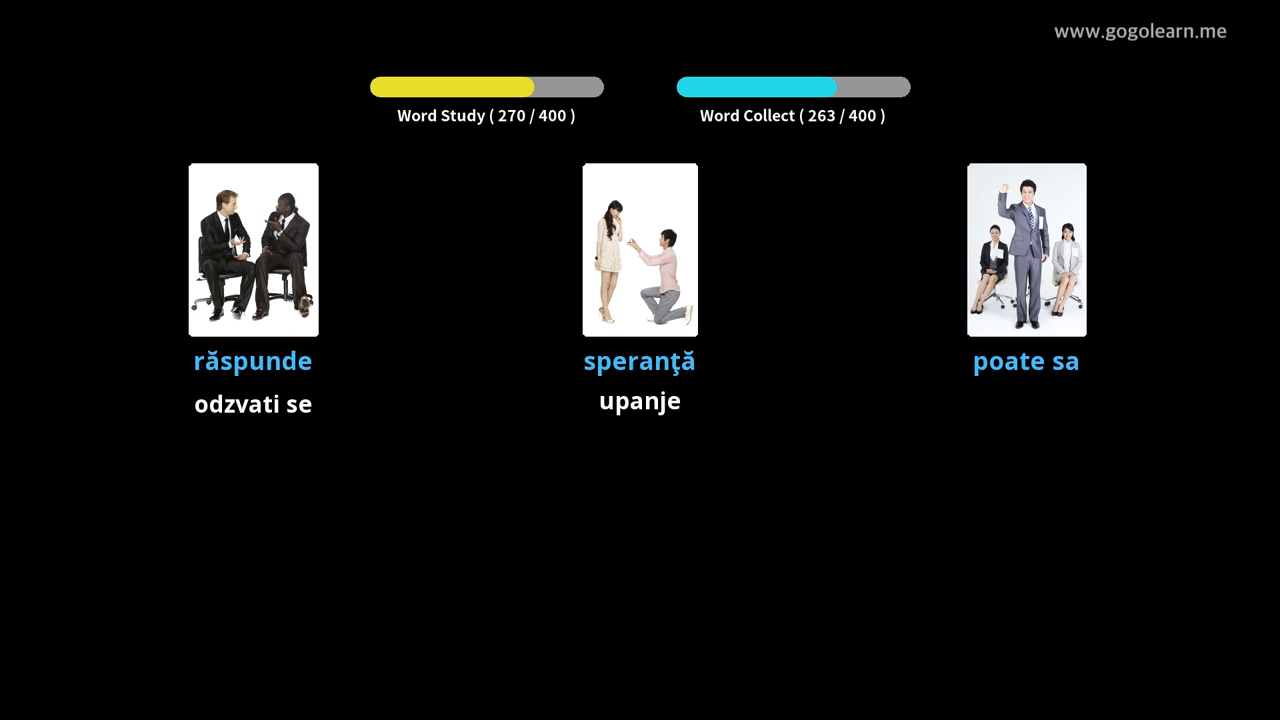 www.gogolearn.me
Word Study ( 270 / 400 )
Word Collect ( 263 / 400 )
răspunde
speranţă
poate sa
odzvati se
upanje